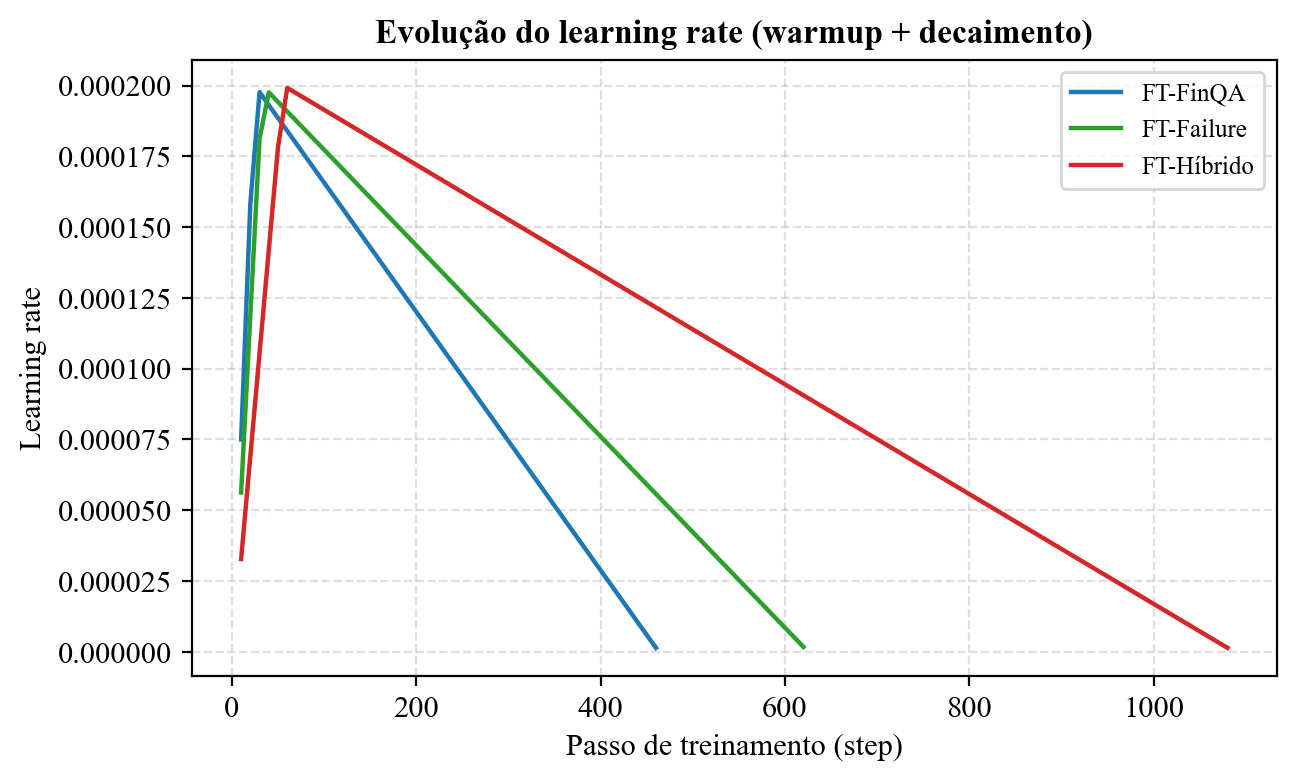 Evolução do learning rate (warmup + decaimento)
FT-FinQA
FT-Failure
FT-Híbrido
Learning rate
0.000200
0.000175
0.000150
0.000125
0.000100
0.000075
0.000050
0.000025
0.000000
0
200
400
600
800
1000
Passo de treinamento (step)